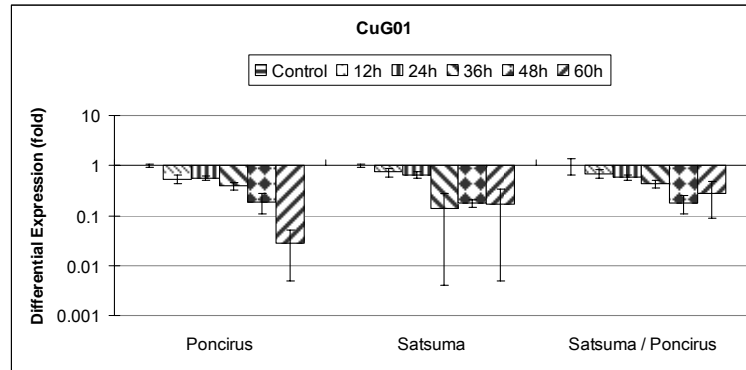 CuG01
Control 12h 24h 36h 48h 60h
10
1
0.1
0.01
0.001
Differential Expression (fold)
Poncirus Satsuma Satsuma / Poncirus